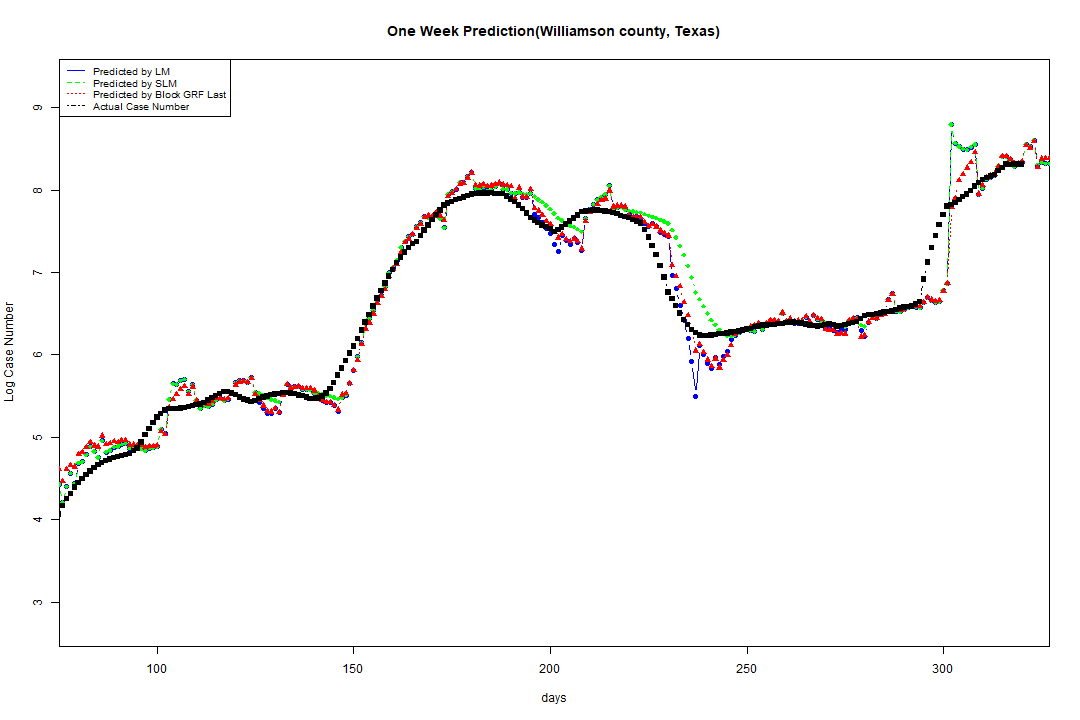 One Week Prediction(Williamson county, Texas)
Predicted by LM
Predicted by SLM
Predicted by Block GRF Last
Actual Case Number
9
8
7
6
5
4
3
Log Case Number
100 150 200 250 300
days